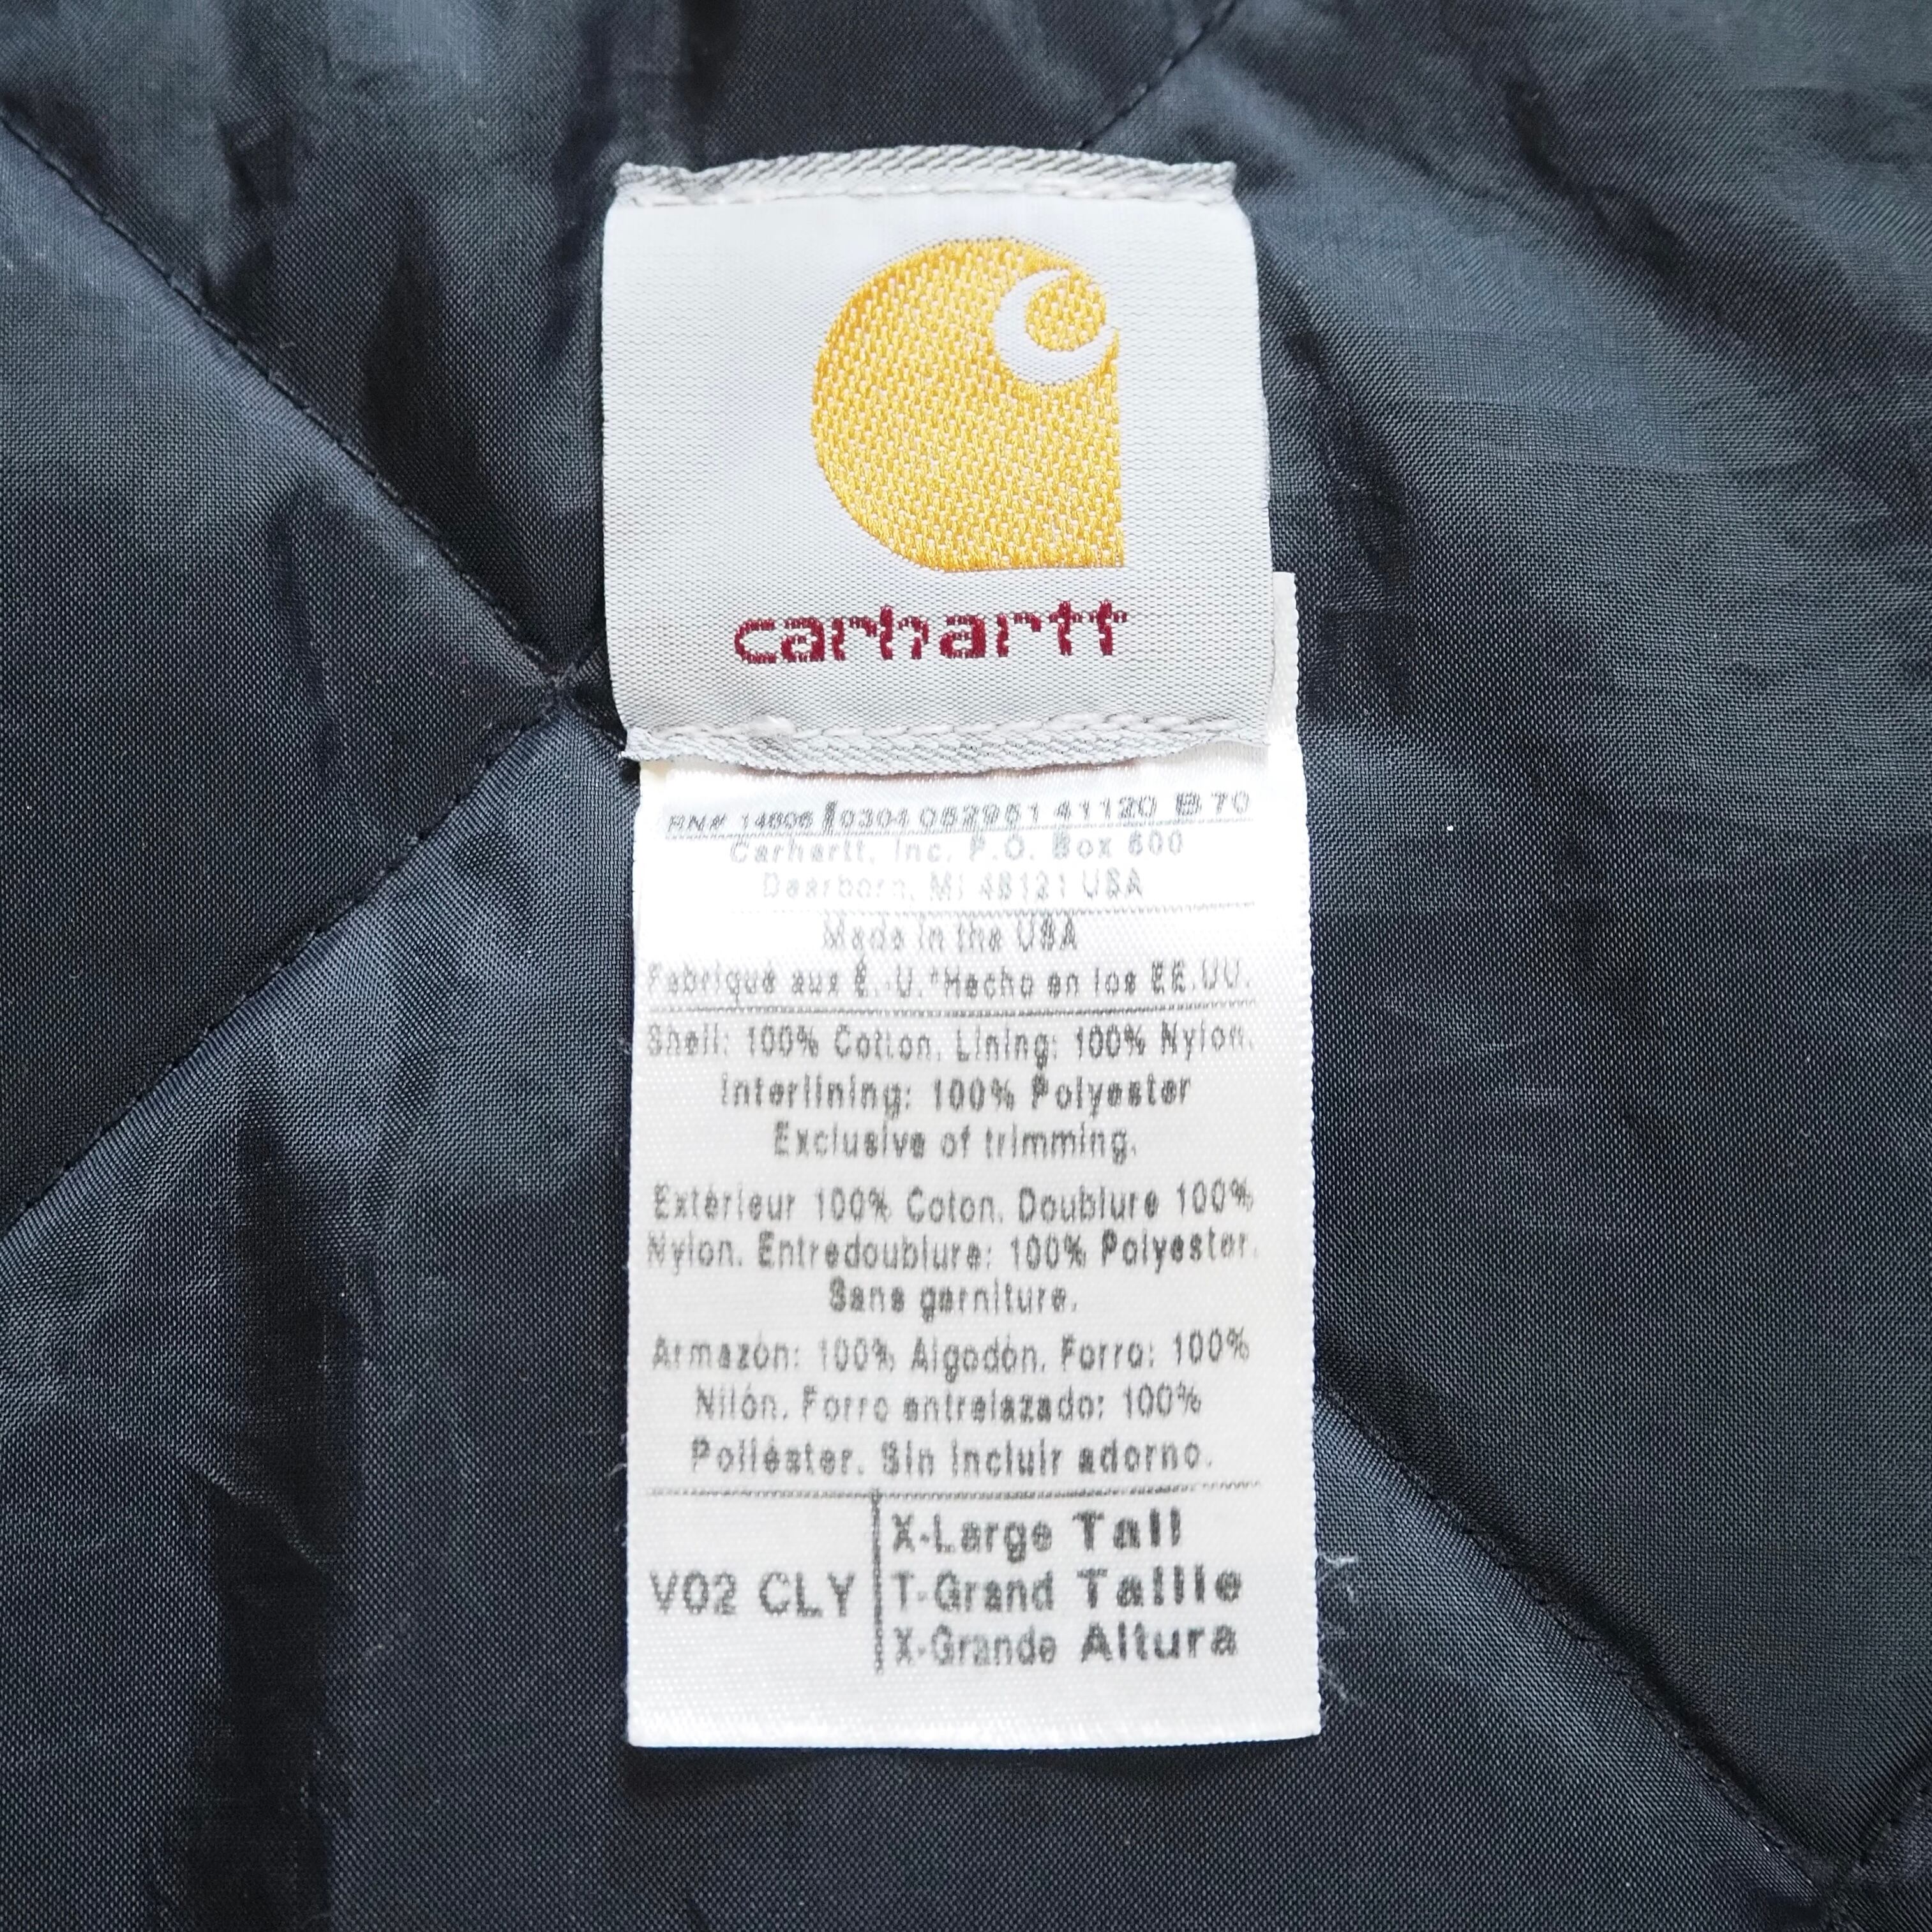 carhartt
RN# 14806 0304 052951 41120 B 70
Carhartt, Inc. P.O. Box 600
Dearborn, MI 48121 USA
Made in the USA
Fabriqué aux É.-U.*Hecho en los EE.UU.
Shell: 100% Cotton. Lining: 100% Nylon.
Interlining: 100% Polyester
Exclusive of trimming.
Extérieur 100% Coton. Doublure 100%
Nylon. Entredoublure: 100% Polyester.
Sans garniture.
Armazón: 100% Algodón. Forro: 100%
Nilón. Forro entrelazado: 100%
Poliéster. Sin incluir adorno.
V02 CLY
X-Large Tall
T-Grand Taille
X-Grande Altura